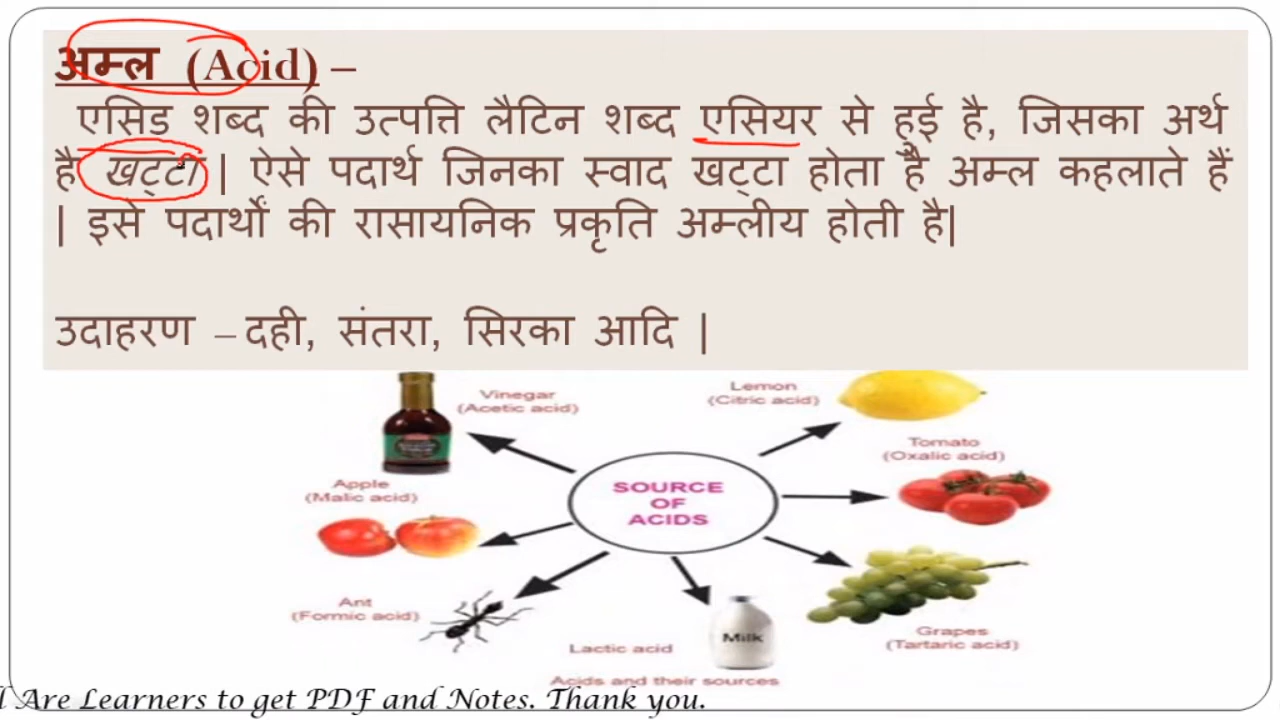 अम्ल (Acid) –
एसिड शब्द की उत्पत्ति लैटिन शब्द एसियर से हुई है, जिसका अर्थ
है खट्टा | ऐसे पदार्थ जिनका स्वाद खट्टा होता है अम्ल कहलाते हैं
| इसे पदार्थों की रासायनिक प्रकृति अम्लीय होती है|
उदाहरण – दही, संतरा, सिरका आदि |
Vinegar
(Acetic acid)
Lemon
(Citric acid)
Tomato
(Oxalic acid)
Apple
(Malic acid)
SOURCE
OF
ACIDS
Ant
(Formic acid)
Lactic acid
Milk
Grapes
(Tartaric acid)
Acids and their sources
Are Learners to get PDF and Notes. Thank you.